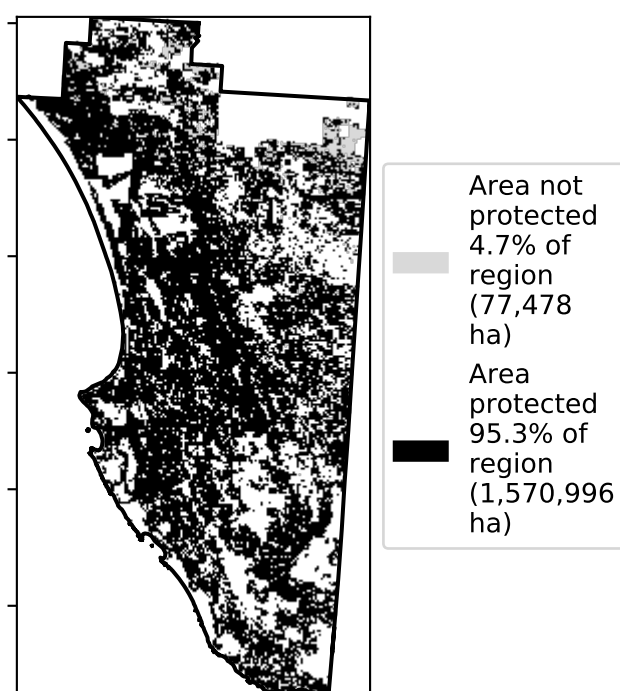 Area not
protected
4.7% of
region
(77,478
ha)
Area
protected
95.3% of
region
(1,570,996
ha)